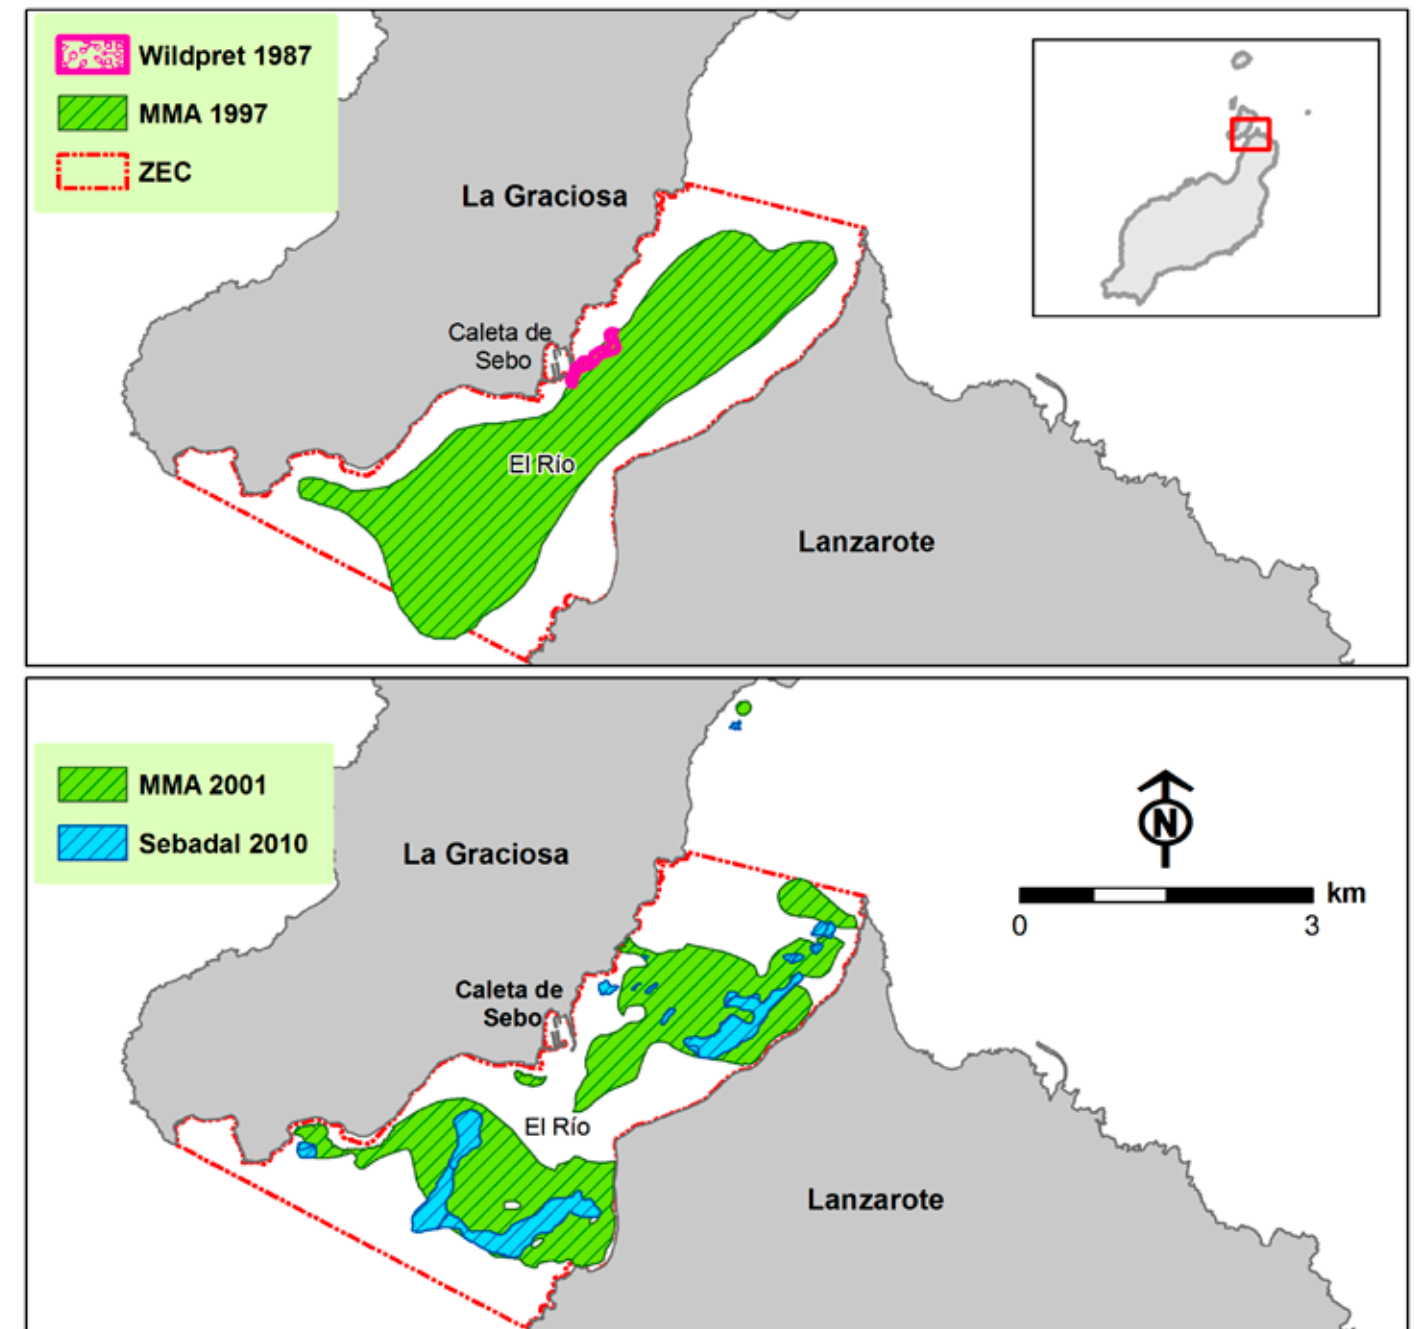 Wildpret 1987
MMA 1997
ZEC
La Graciosa
Caleta de
Sebo
El Río
Lanzarote
MMA 2001
Sebadal 2010
La Graciosa
N
km
0 3
Caleta de
Sebo
El Río
Lanzarote